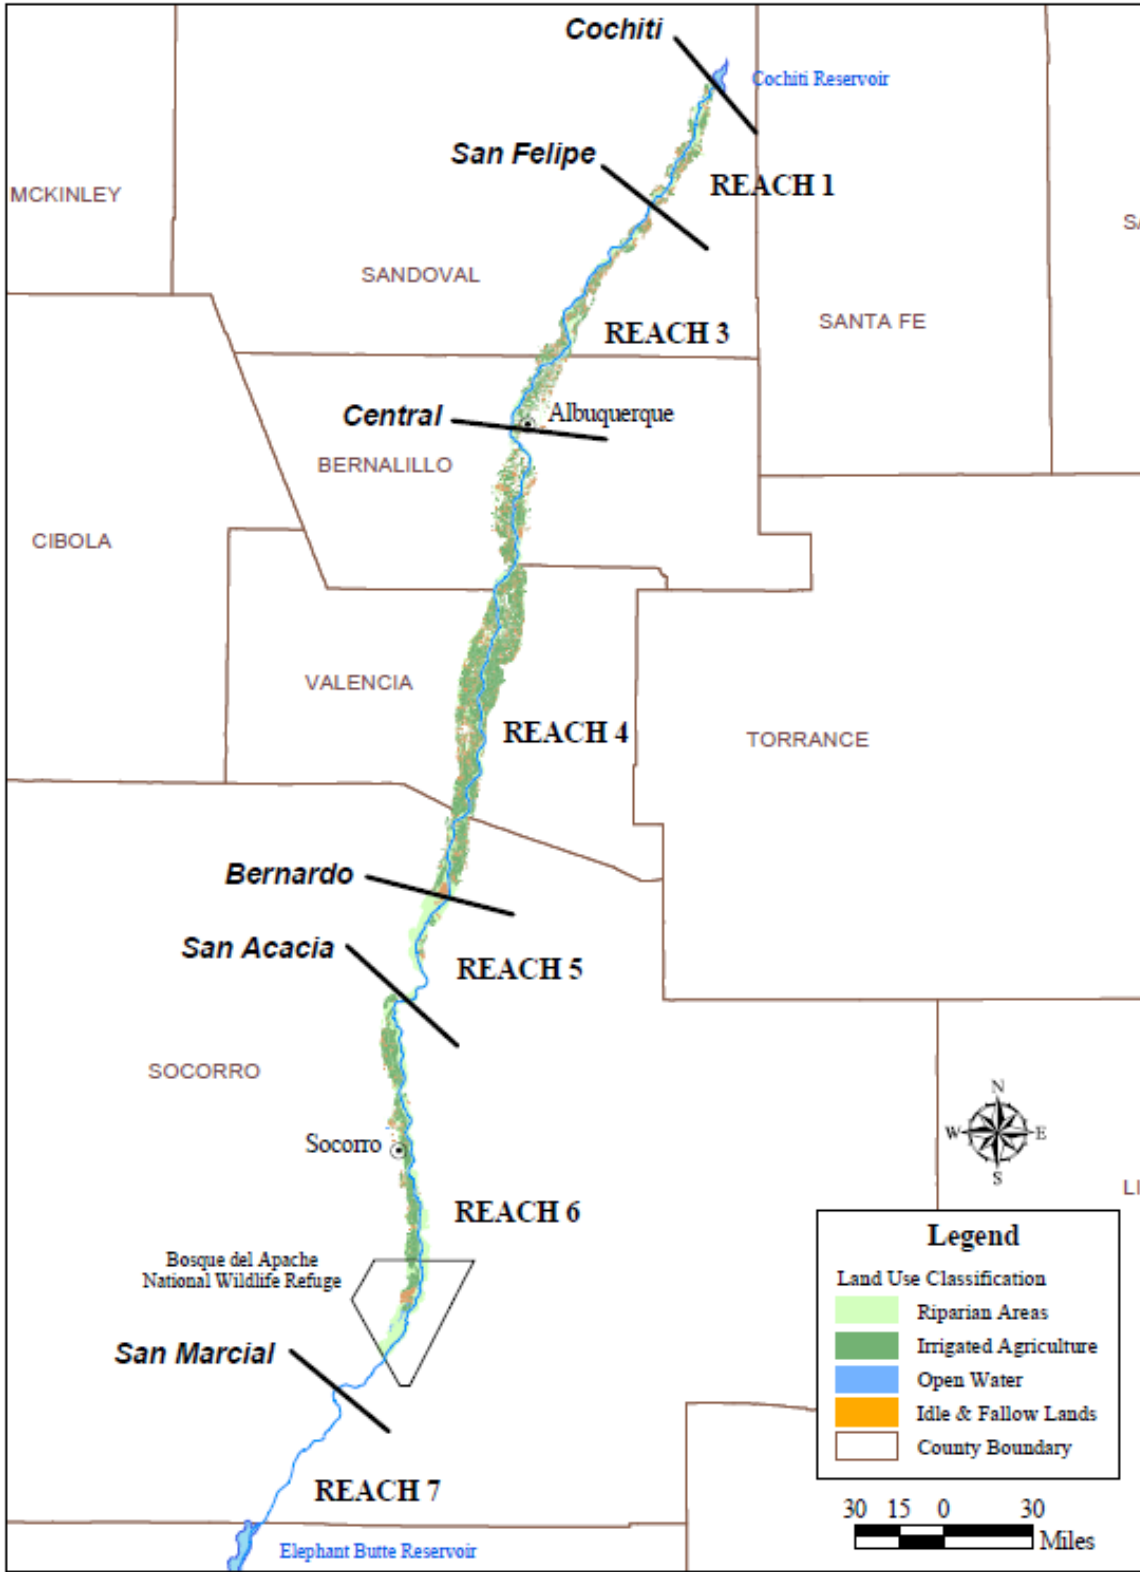 Cochiti
Cochiti Reservoir
San Felipe
REACH 1
MCKINLEY
SA
SANDOVAL
SANTA FE
REACH 3
Central
Albuquerque
BERNALILLO
CIBOLA
VALENCIA
REACH 4
TORRANCE
Bernardo
San Acacia
REACH 5
SOCORRO
N
W
E
S
Socorro
LI
REACH 6
Bosque del Apache
National Wildlife Refuge
San Marcial
REACH 7
Elephant Butte Reservoir
Legend
Land Use Classification
Riparian Areas
Irrigated Agriculture
Open Water
Idle & Fallow Lands
County Boundary
30 15 0 30
Miles